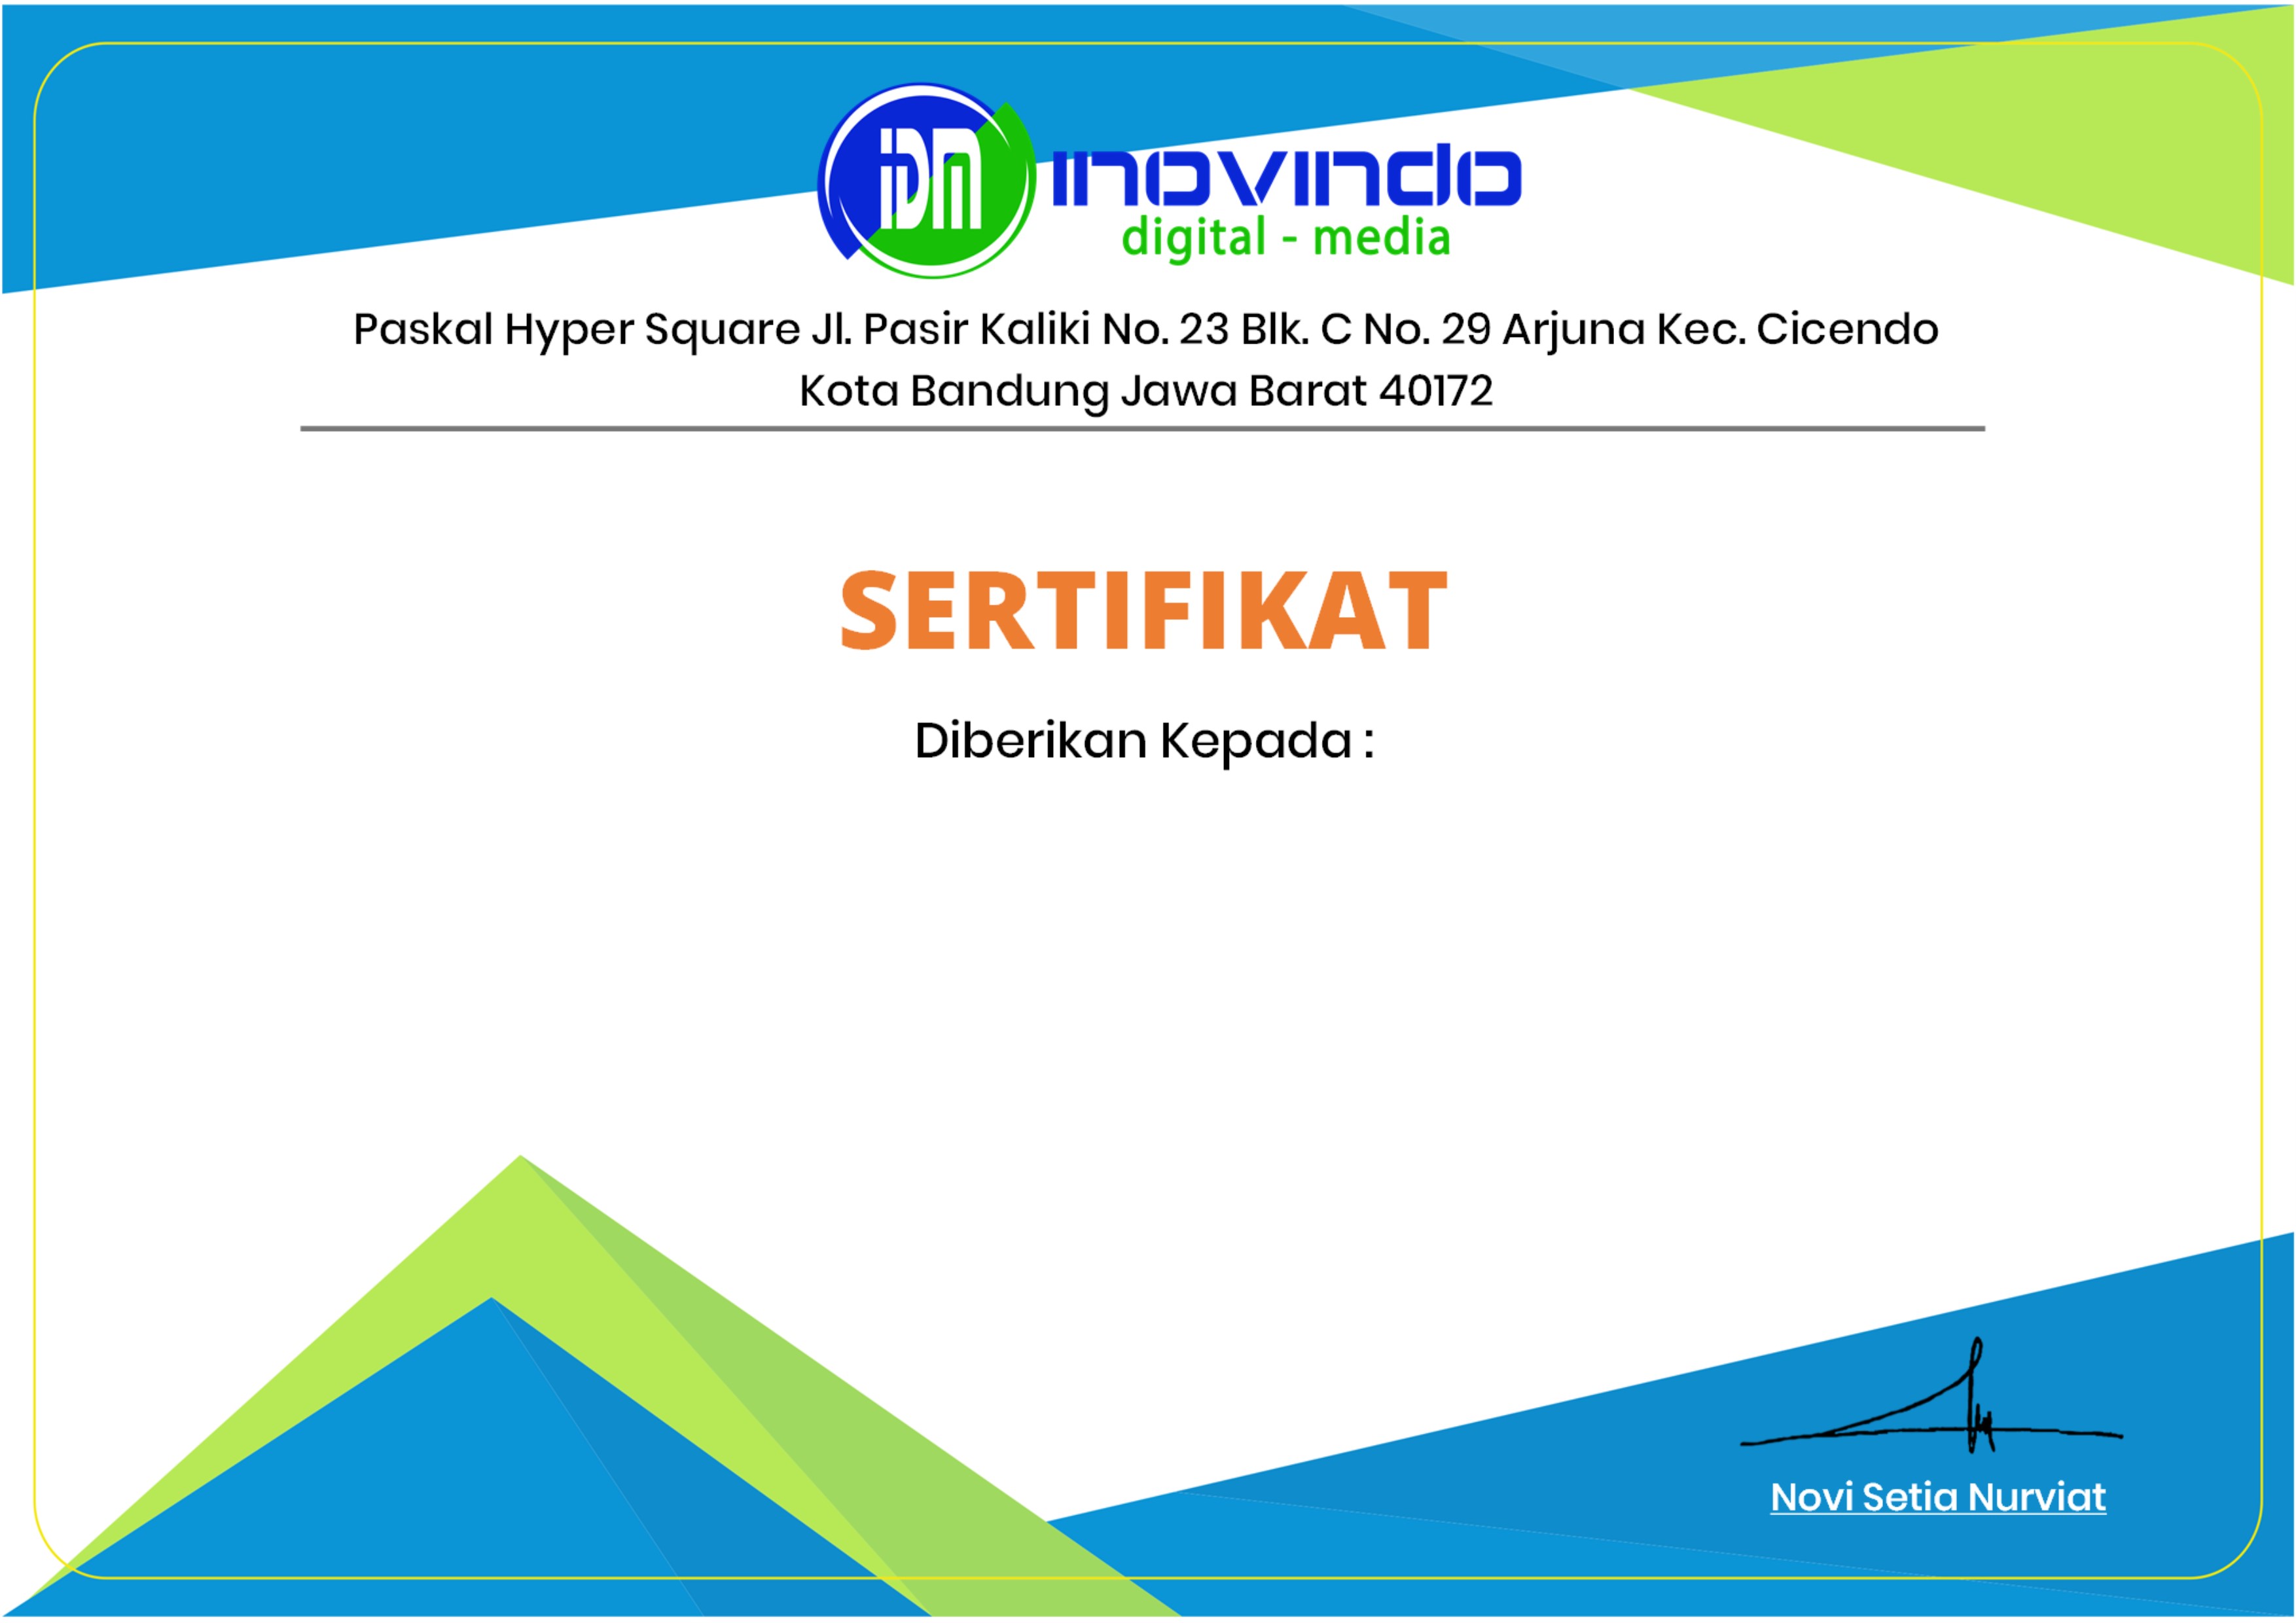 IDM inovindo
digital - media
Paskal Hyper Square Jl. Pasir Kaliki No. 23 Blk. C No. 29 Arjuna Kec. Cicendo
Kota Bandung Jawa Barat 40172
SERTIFIKAT
Diberikan Kepada :
Novi Setia Nurviat